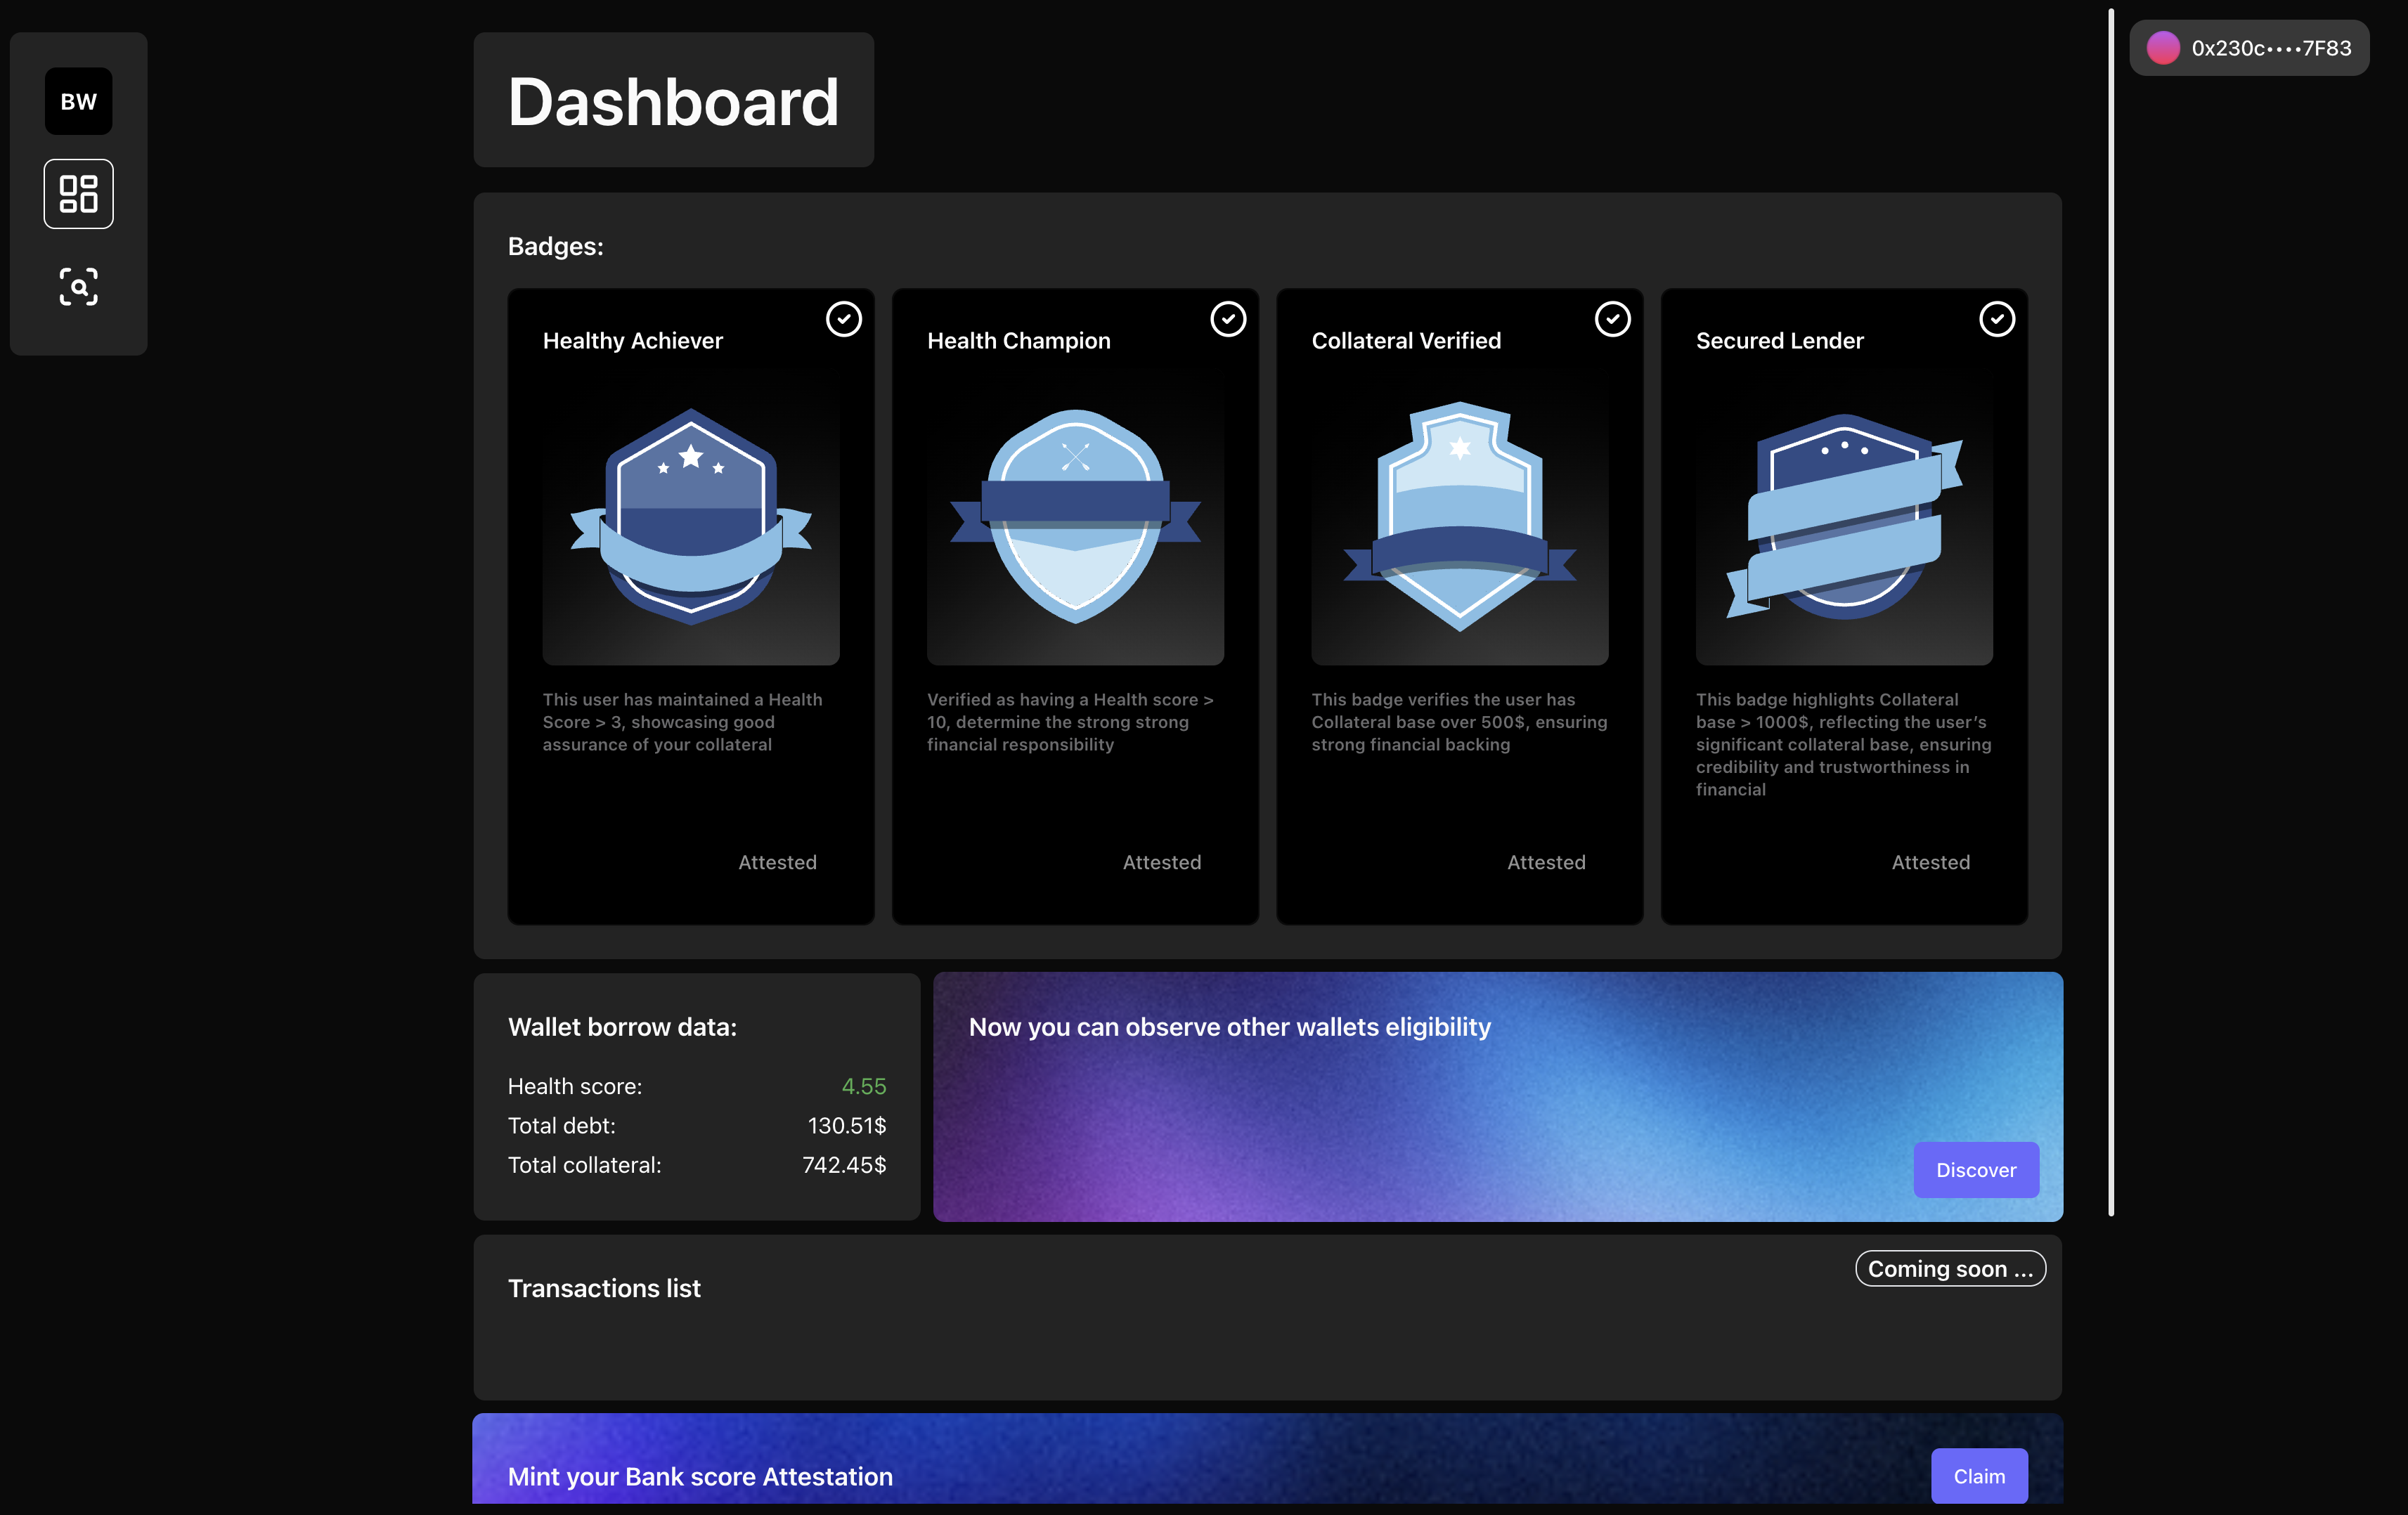 BW
0x230c····7F83
Dashboard
Badges:
Healthy Achiever
This user has maintained a Health
Score > 3, showcasing good
assurance of your collateral
Attested
Health Champion
Verified as having a Health score >
10, determine the strong strong
financial responsibility
Attested
Collateral Verified
This badge verifies the user has
Collateral base over 500$, ensuring
strong financial backing
Attested
Secured Lender
This badge highlights Collateral
base > 1000$, reflecting the user’s
significant collateral base, ensuring
credibility and trustworthiness in
financial
Attested
Wallet borrow data:
Health score: 4.55
Total debt: 130.51$
Total collateral: 742.45$
Now you can observe other wallets eligibility
Discover
Transactions list
Coming soon ...
Mint your Bank score Attestation
Claim